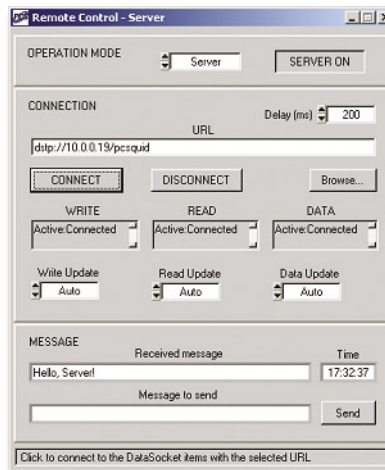 Remote Control - Server
OPERATION MODE
Server
SERVER ON
CONNECTION
Delay (ms)
200
URL
dstp://10.0.0.19/pcsquid
CONNECT
DISCONNECT
Browse...
WRITE
READ
DATA
Active:Connected
Active:Connected
Active:Connected
Write Update
Read Update
Data Update
Auto
Auto
Auto
MESSAGE
Received message
Time
Hello, Server!
17:32:37
Message to send
Send
Click to connect to the DataSocket items with the selected URL